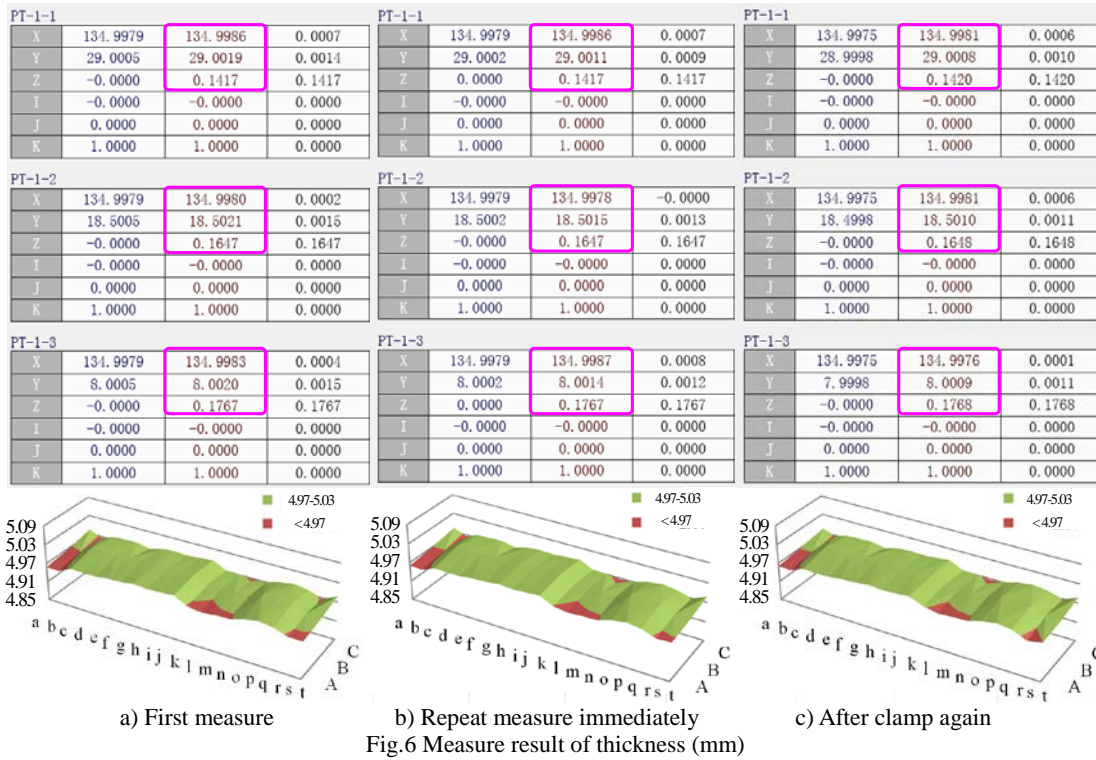 PT-1-1 PT-1-1 PT-1-1
X 134.9979 134.9986 0.0007 X 134.9979 134.9986 0.0007 X 134.9975 134.9981 0.0006
Y 29.0005 29.0019 0.0014 Y 29.0002 29.0011 0.0009 Y 28.9998 29.0008 0.0010
Z -0.0000 0.1417 0.1417 Z 0.0000 0.1417 0.1417 Z -0.0000 0.1420 0.1420
I -0.0000 -0.0000 0.0000 I -0.0000 -0.0000 0.0000 I -0.0000 -0.0000 0.0000
J 0.0000 0.0000 0.0000 J 0.0000 0.0000 0.0000 J 0.0000 0.0000 0.0000
K 1.0000 1.0000 0.0000 K 1.0000 1.0000 0.0000 K 1.0000 1.0000 0.0000
PT-1-2 PT-1-2 PT-1-2
X 134.9979 134.9980 0.0002 X 134.9979 134.9978 -0.0000 X 134.9975 134.9981 0.0006
Y 18.5005 18.5021 0.0015 Y 18.5002 18.5015 0.0013 Y 18.4998 18.5010 0.0011
Z -0.0000 0.1647 0.1647 Z -0.0000 0.1647 0.1647 Z -0.0000 0.1648 0.1648
I -0.0000 -0.0000 0.0000 I -0.0000 -0.0000 0.0000 I -0.0000 -0.0000 0.0000
J 0.0000 0.0000 0.0000 J 0.0000 0.0000 0.0000 J 0.0000 0.0000 0.0000
K 1.0000 1.0000 0.0000 K 1.0000 1.0000 0.0000 K 1.0000 1.0000 0.0000
PT-1-3 PT-1-3 PT-1-3
X 134.9979 134.9983 0.0004 X 134.9979 134.9987 0.0008 X 134.9975 134.9976 0.0001
Y 8.0005 8.0020 0.0015 Y 8.0002 8.0014 0.0012 Y 7.9998 8.0009 0.0011
Z -0.0000 0.1767 0.1767 Z 0.0000 0.1767 0.1767 Z -0.0000 0.1768 0.1768
I -0.0000 -0.0000 0.0000 I -0.0000 -0.0000 0.0000 I -0.0000 -0.0000 0.0000
J 0.0000 0.0000 0.0000 J 0.0000 0.0000 0.0000 J 0.0000 0.0000 0.0000
K 1.0000 1.0000 0.0000 K 1.0000 1.0000 0.0000 K 1.0000 1.0000 0.0000
4.97-5.03 4.97-5.03 4.97-5.03
<4.97 <4.97 <4.97
5.09 5.09 5.09
5.03 5.03 5.03
4.97 4.97 4.97
4.91 4.91 4.91
4.85 4.85 4.85
a b c d e f g h i j k l m n o p q r s t a b c d e f g h i j k l m n o p q r s t a b c d e f g h i j k l m n o p q r s t
C C C
B B B
A A A
a) First measure b) Repeat measure immediately c) After clamp again
Fig.6 Measure result of thickness (mm)